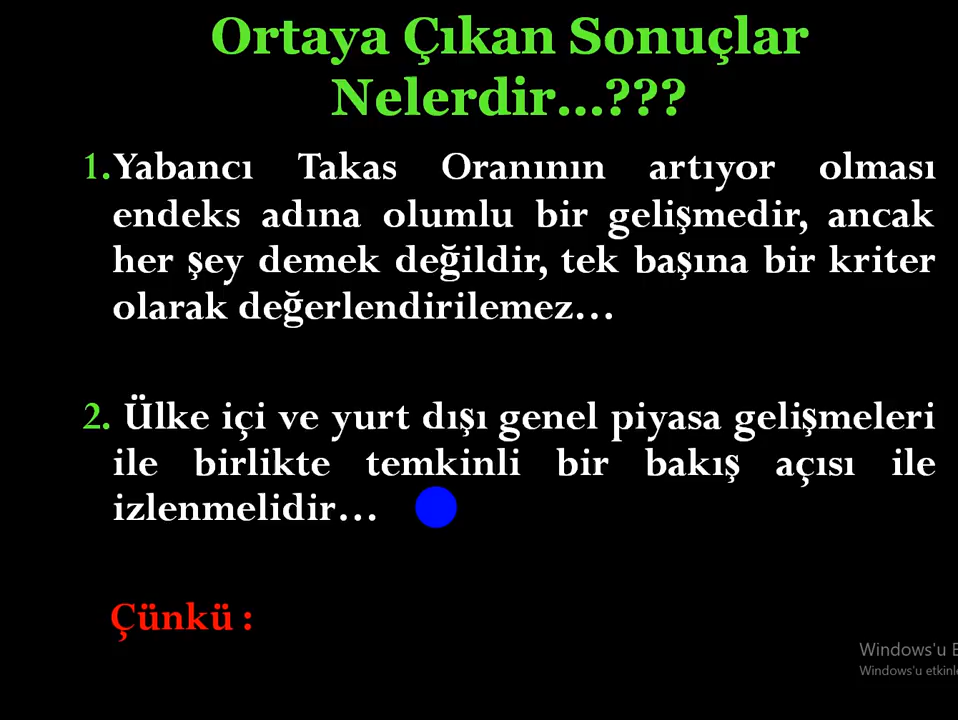 Ortaya Çıkan Sonuçlar
Nelerdir...???
1.Yabancı Takas Oranının artıyor olması
endeks adına olumlu bir gelişmedir, ancak
her şey demek değildir, tek başına bir kriter
olarak değerlendirilemez...
2. Ülke içi ve yurt dışı genel piyasa gelişmeleri
ile birlikte temkinli bir bakış açısı ile
izlenmelidir...
Çünkü :
Windows'u E
Windows'u etkinle